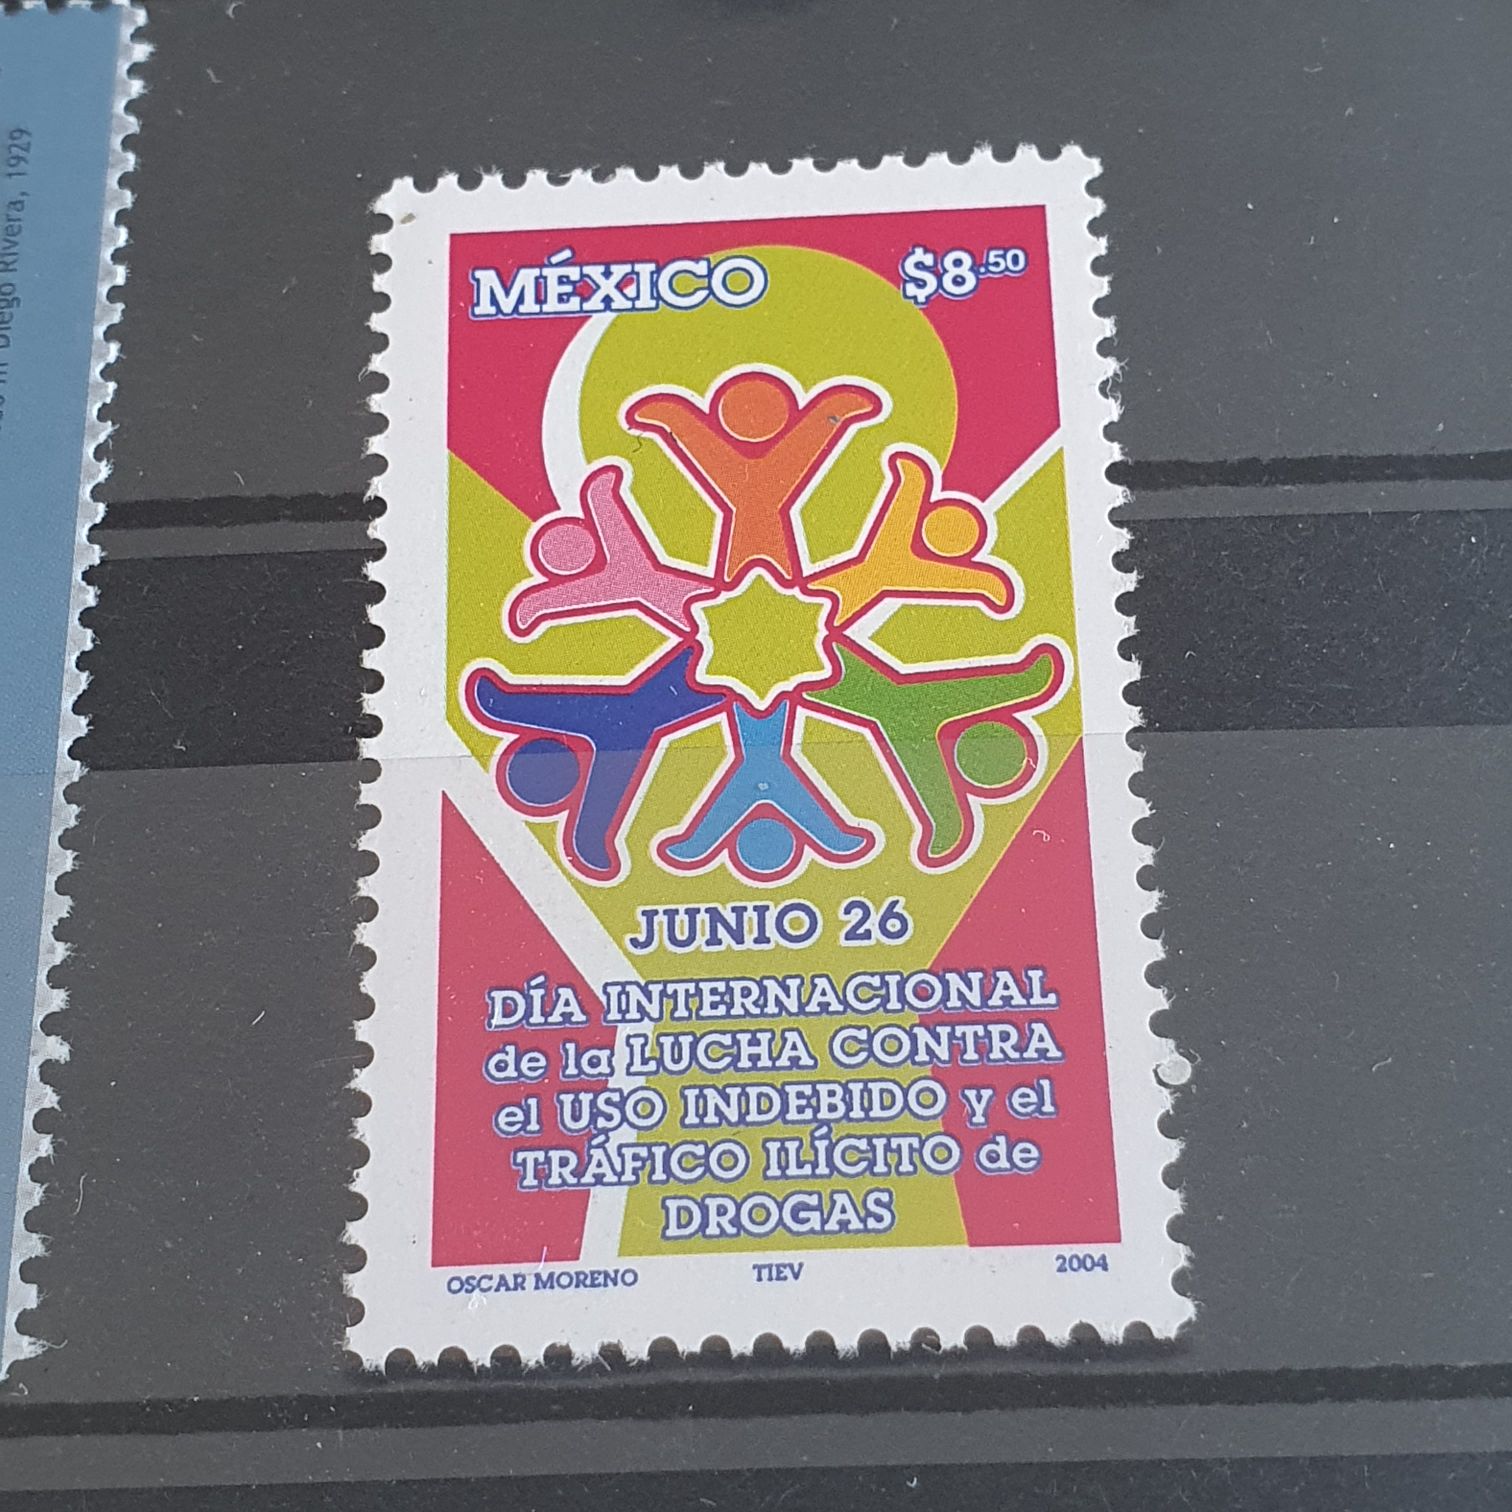 MÉXICO
$8.50
JUNIO 26
DÍA INTERNACIONAL
de la LUCHA CONTRA
el USO INDEBIDO y el
TRÁFICO ILÍCITO de
DROGAS
OSCAR MORENO TIEV 2004
Diego Rivera, 1929